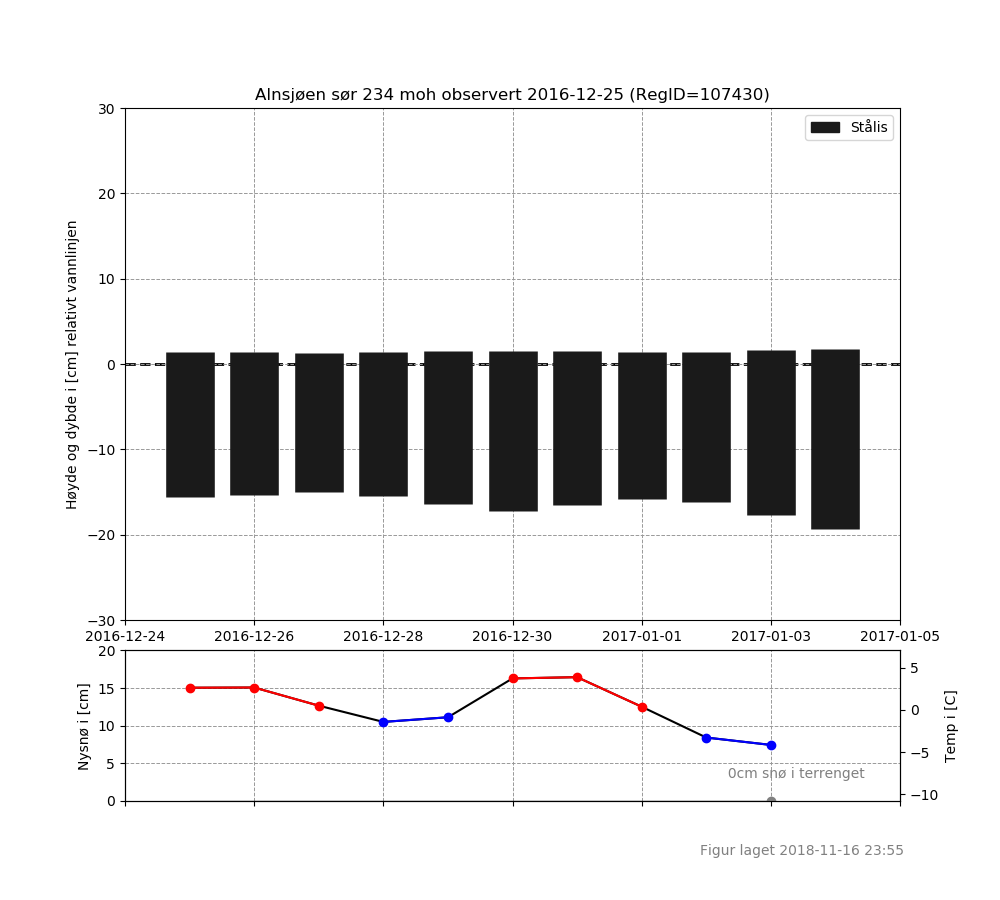 Alnsjøen sør 234 moh observert 2016-12-25 (RegID=107430)
Stålis
Høyde og dybde i [cm] relativt vannlinjen
30
20
10
0
−10
−20
−30
2016-12-24 2016-12-26 2016-12-28 2016-12-30 2017-01-01 2017-01-03 2017-01-05
Nysnø i [cm]
20
15
10
5
0
5
0
−5
−10
Temp i [C]
0cm snø i terrenget
Figur laget 2018-11-16 23:55